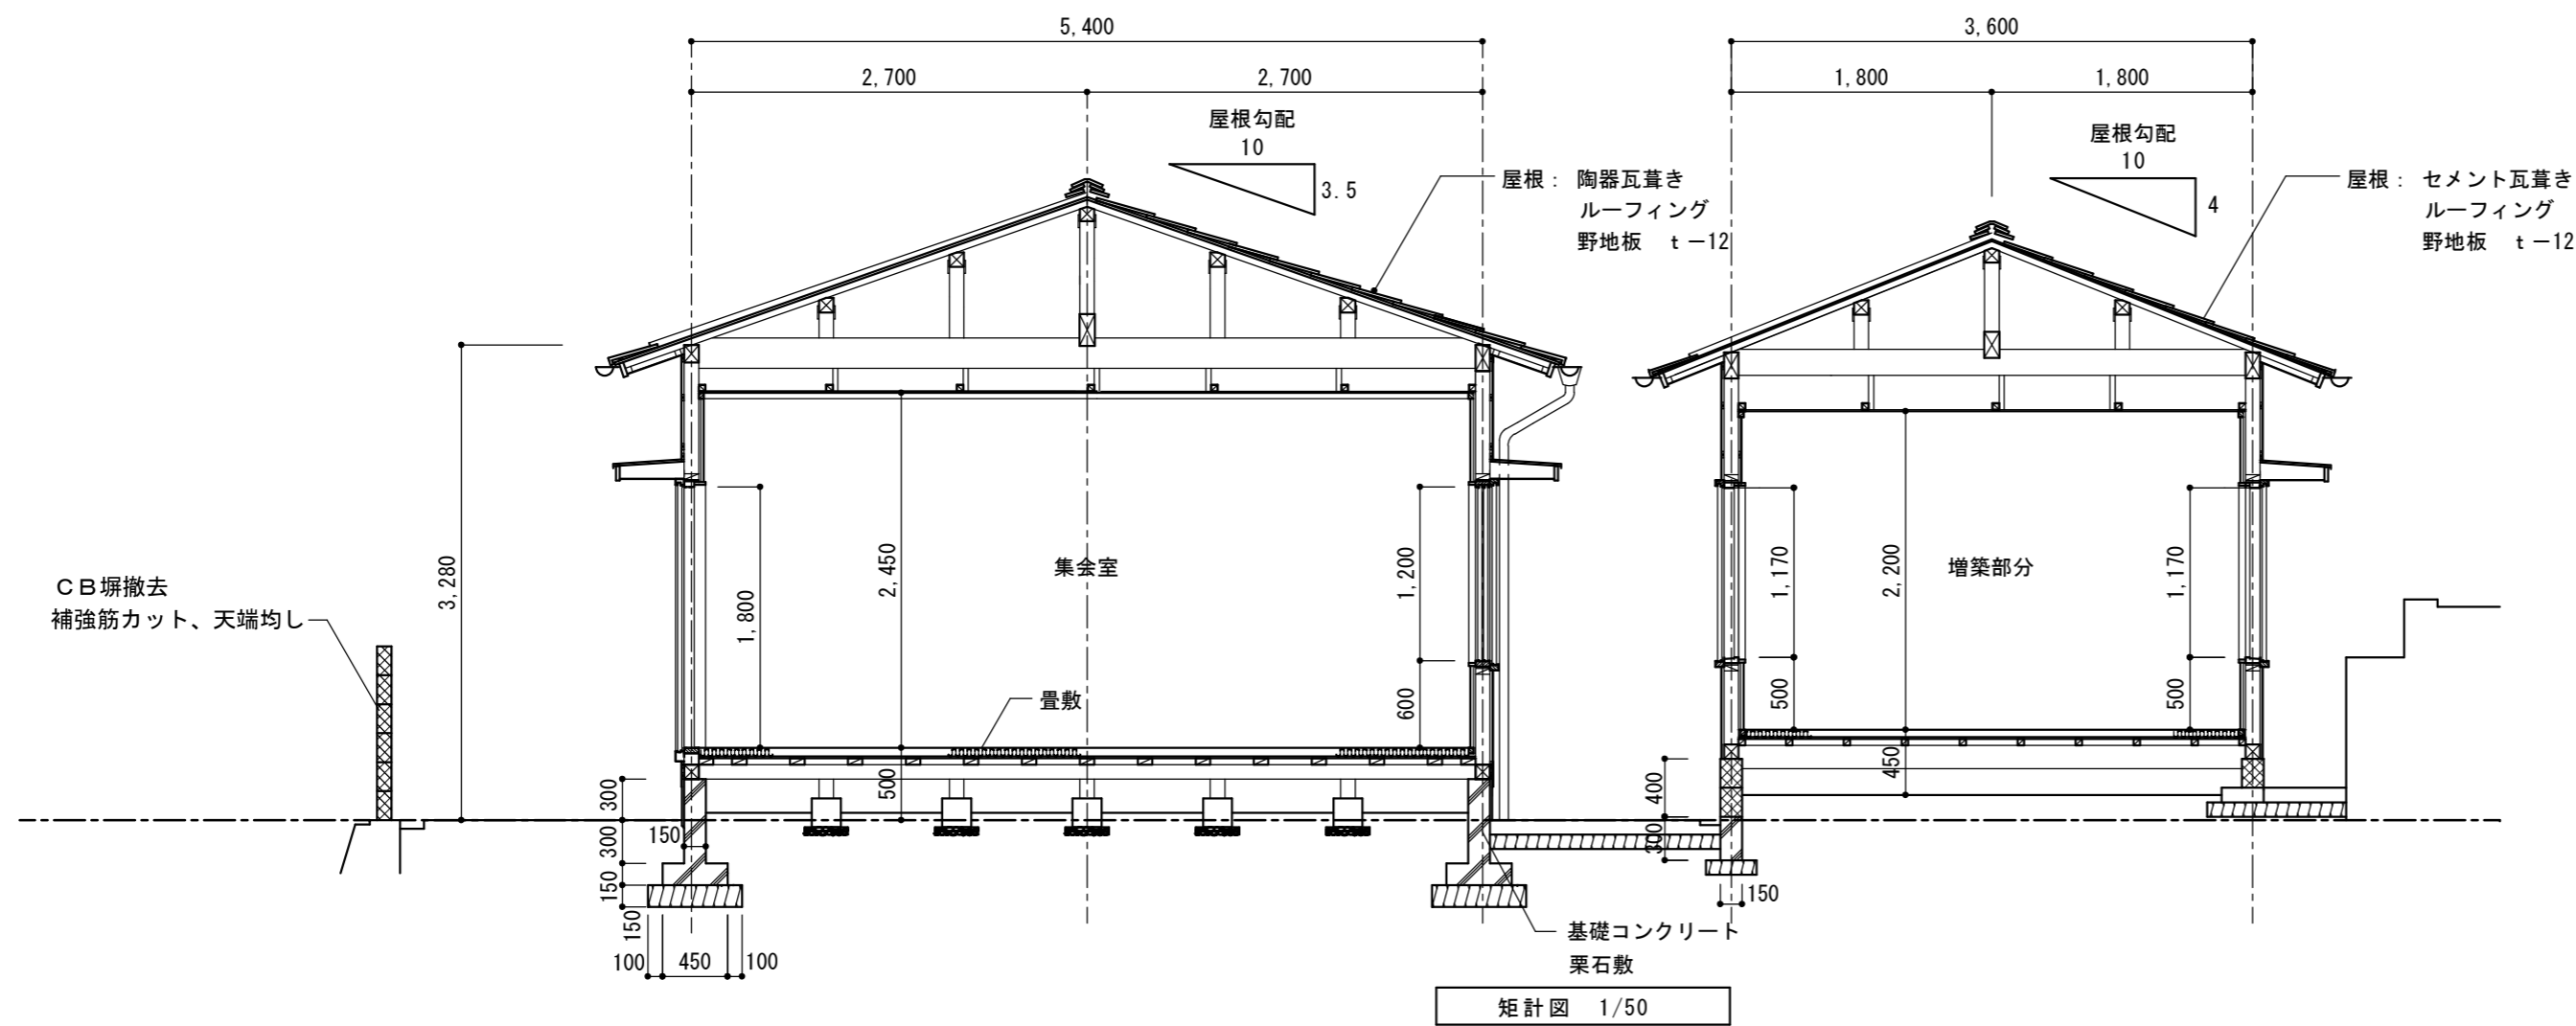 5,400
3,600
2,700
2,700
1,800
1,800
屋根勾配
10
3.5
屋根勾配
10
4
屋根： 陶器瓦葺き
ルーフィング
野地板 ｔ－12
屋根： セメント瓦葺き
ルーフィング
野地板 ｔ－12
3,280
1,800
2,450
集会室
1,200
600
1,170
500
2,200
増築部分
1,170
500
ＣＢ塀撤去
補強筋カット、天端均し
畳敷
500
450
300
300
150
150
150
100
450
100
400
300
150
基礎コンクリート
栗石敷
矩計図 1/50